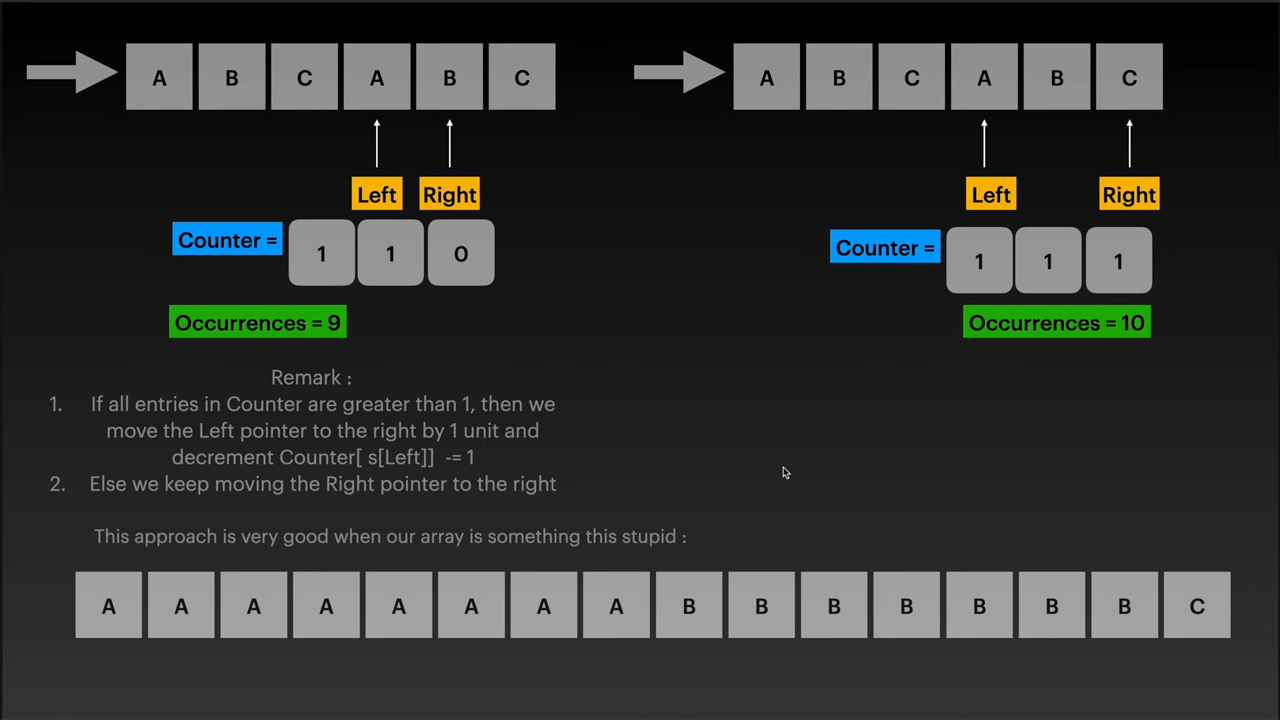 A B C A B C
Left Right
Counter = 1 1 0
Occurrences = 9
A B C A B C
Left Right
Counter = 1 1 1
Occurrences = 10
Remark :
1. If all entries in Counter are greater than 1, then we
move the Left pointer to the right by 1 unit and
decrement Counter[ s[Left]] -= 1
2. Else we keep moving the Right pointer to the right
This approach is very good when our array is something this stupid :
A A A A A A A A B B B B B B B C